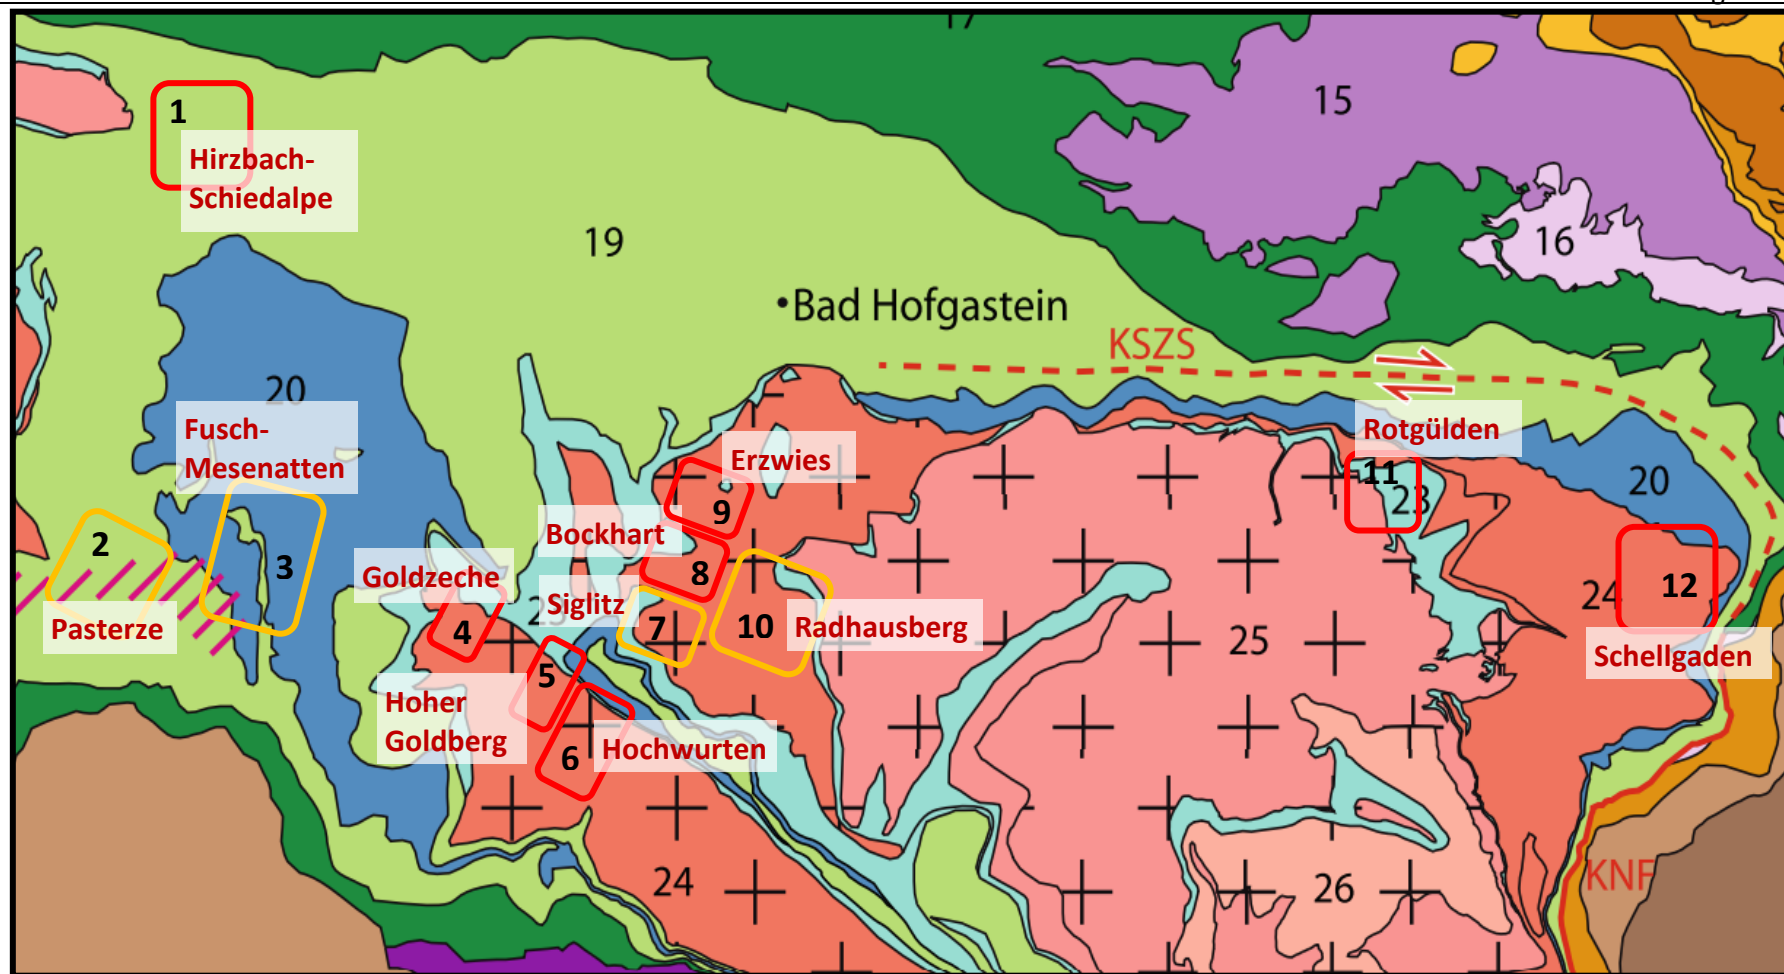 17
15
1
Hirzbach-
Schiedalpe
19
16
Bad Hofgastein
KSZS
20
Fusch-
Mesenatten
Rotgülden
Erzwies
11
23
20
9
Bockhart
2
3
Goldzeche
8
Siglitz
24
12
Pasterze
4
7
10
Radhausberg
25
Schellgaden
5
Hoher
Goldberg
6
Hochwurten
24
26
KNF